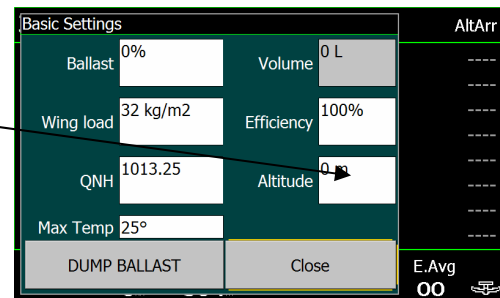 Basic Settings
AltArr
Ballast 0% Volume 0 L
Wing load 32 kg/m2 Efficiency 100%
QNH 1013.25 Altitude 0 m
Max Temp 25°
DUMP BALLAST Close
E.Avg
00
----
----
----
----
----
----
----
----